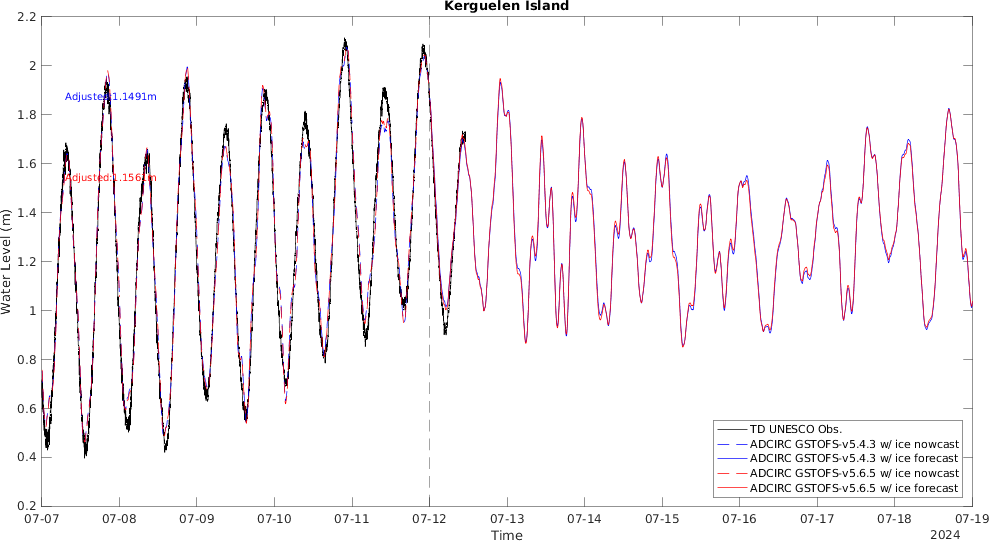 Kerguelen Island
2.2
2
1.8
1.6
1.4
1.2
1
0.8
0.6
0.4
0.2
Water Level (m)
Adjusted:1.1491m
Adjusted:1.1561m
TD UNESCO Obs.
ADCIRC GSTOFS-v5.4.3 w/ ice nowcast
ADCIRC GSTOFS-v5.4.3 w/ ice forecast
ADCIRC GSTOFS-v5.6.5 w/ ice nowcast
ADCIRC GSTOFS-v5.6.5 w/ ice forecast
07-07 07-08 07-09 07-10 07-11 07-12 07-13 07-14 07-15 07-16 07-17 07-18 07-19
Time
2024